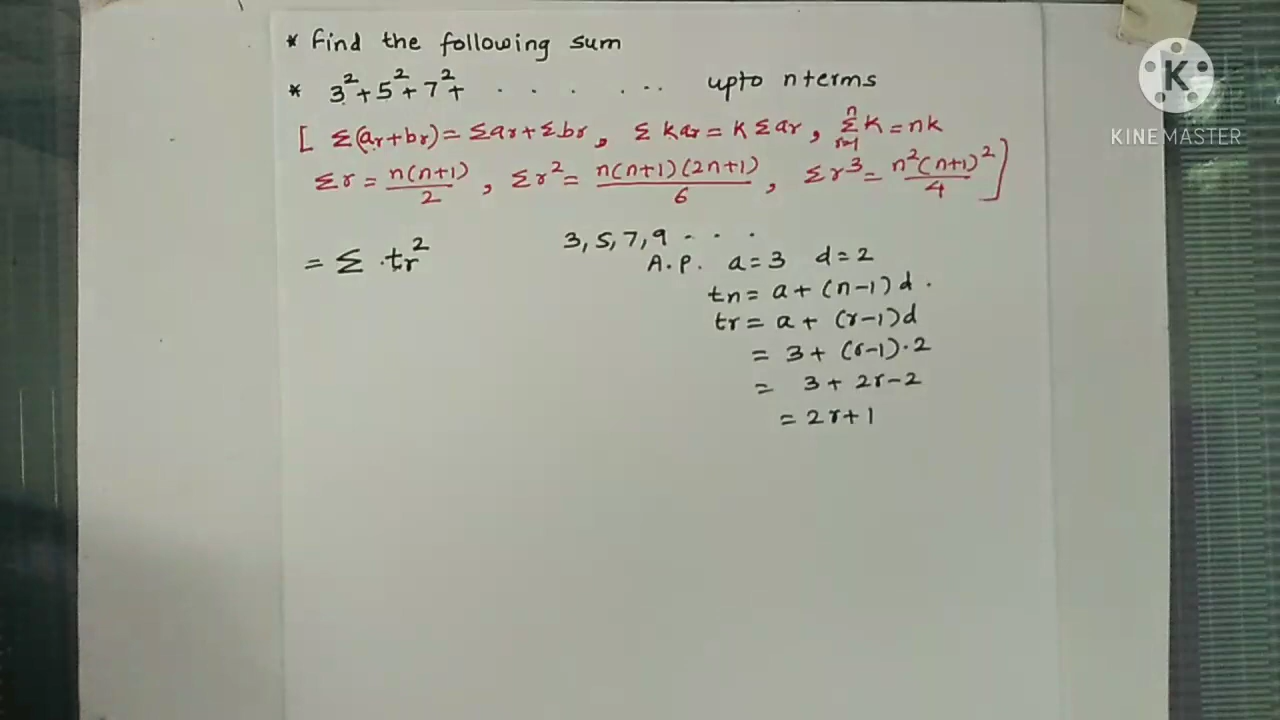 * Find the following sum
* 3² + 5² + 7² + . . . . ... upto n terms
[ Σ(ar+br) = Σar + Σbr , Σ kar = k Σar , nΣr=1 k = nk
Σr = n(n+1)/2 , Σr² = n(n+1)(2n+1)/6 , Σr³ = n²(n+1)²/4 ]
= Σ tr²
3, 5, 7, 9 . . .
A.P. a = 3 d = 2
tn = a + (n-1) d .
tr = a + (r-1)d
= 3 + (r-1)·2
= 3 + 2r - 2
= 2r + 1
K
KINEMASTER